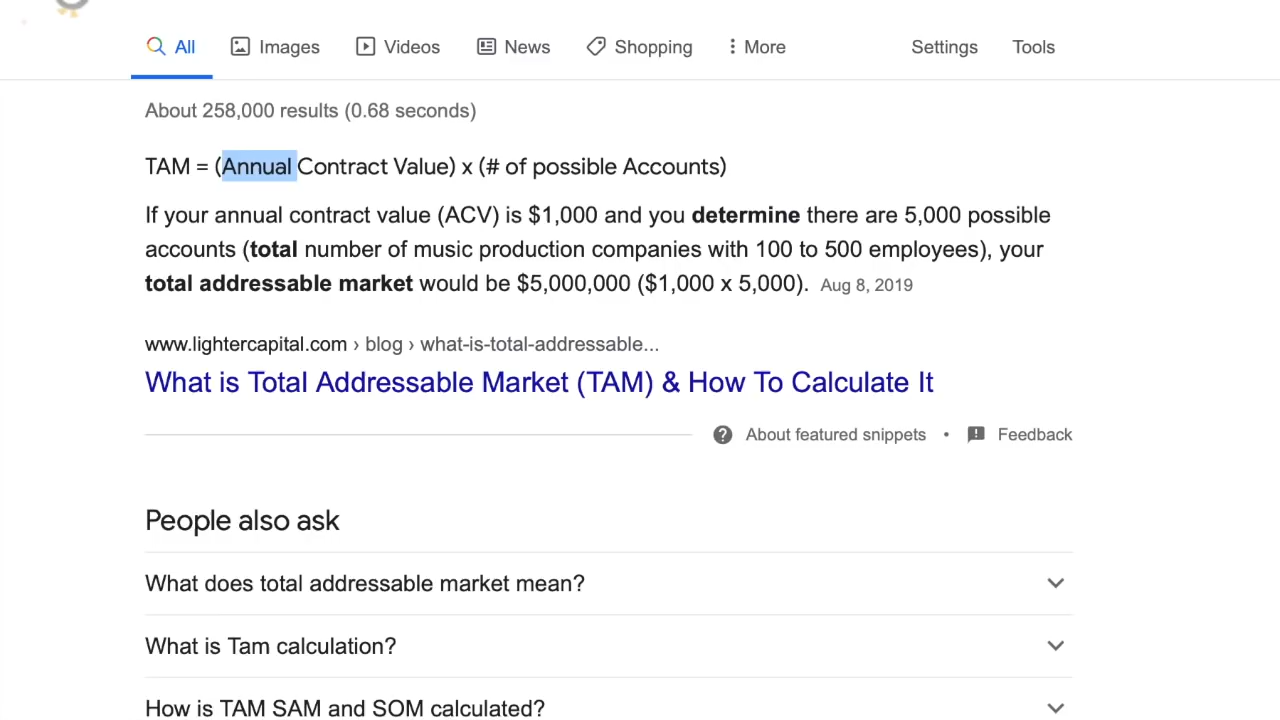 All Images Videos News Shopping More Settings Tools
About 258,000 results (0.68 seconds)
TAM = (Annual Contract Value) x (# of possible Accounts)
If your annual contract value (ACV) is $1,000 and you determine there are 5,000 possible
accounts (total number of music production companies with 100 to 500 employees), your
total addressable market would be $5,000,000 ($1,000 x 5,000). Aug 8, 2019
www.lightercapital.com › blog › what-is-total-addressable...
What is Total Addressable Market (TAM) & How To Calculate It
About featured snippets • Feedback
People also ask
What does total addressable market mean?
What is Tam calculation?
How is TAM SAM and SOM calculated?